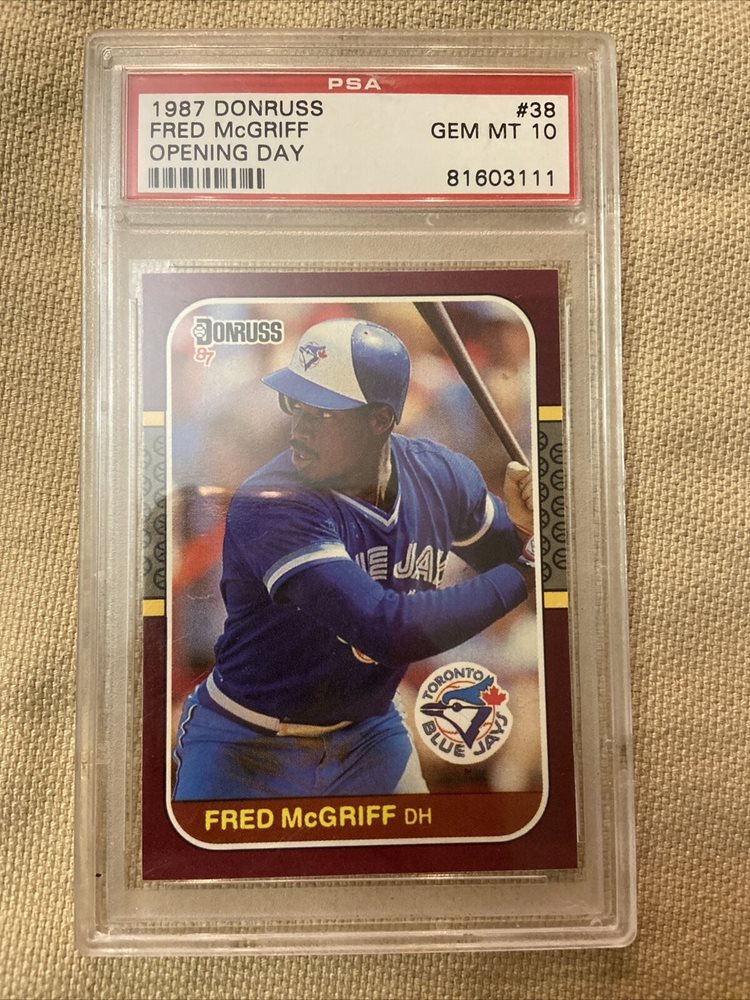 PSA
1987 DONRUSS #38
FRED McGRIFF GEM MT 10
OPENING DAY
81603111
DONRUSS
87
JAY
TORONTO
BLUE JAYS
FRED McGRIFF DH